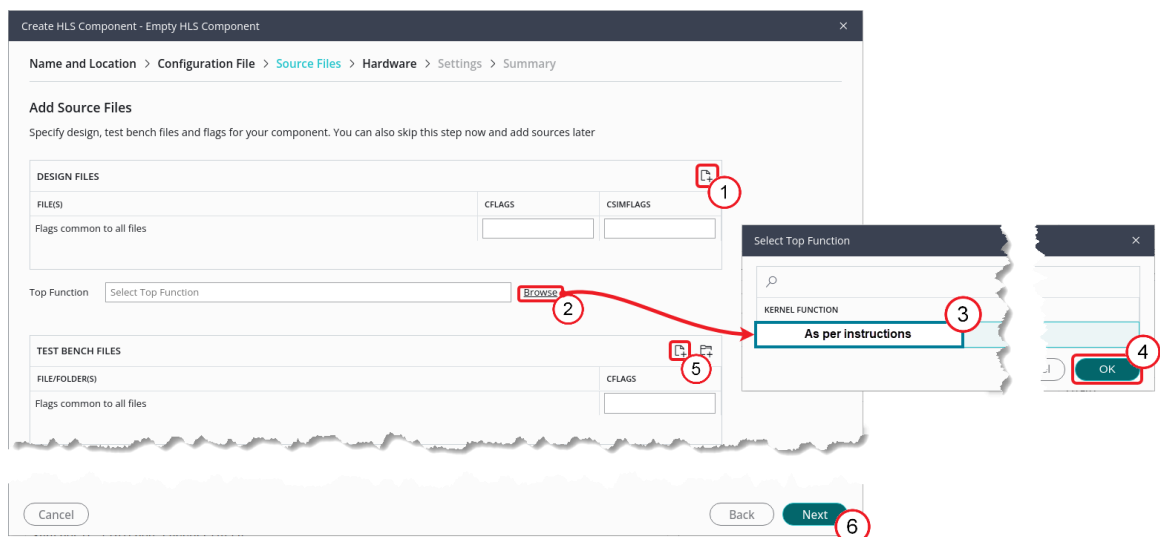 Create HLS Component - Empty HLS Component ×
Name and Location > Configuration File > Source Files > Hardware > Settings > Summary
Add Source Files
Specify design, test bench files and flags for your component. You can also skip this step now and add sources later
DESIGN FILES
1
FILE(S) CFLAGS CSIMFLAGS
Flags common to all files
Top Function Select Top Function Browse
2
TEST BENCH FILES
5
FILE/FOLDER(S) CFLAGS
Flags common to all files
Cancel Back Next
6
Select Top Function ×
KERNEL FUNCTION
3
As per instructions
4
OK